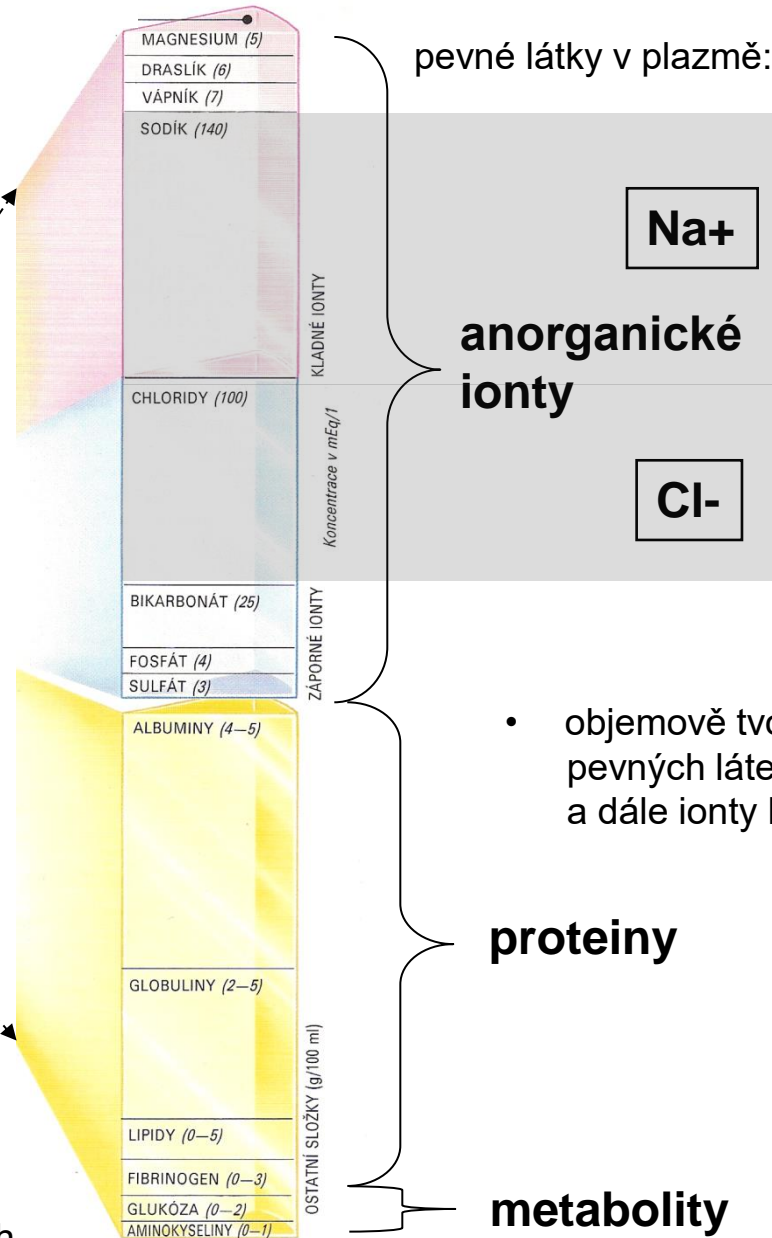 MAGNESIUM (5)
DRASLÍK (6)
VÁPNÍK (7)
SODÍK (140)
KLADNÉ IONTY
CHLORIDY (100)
Koncentrace v mEq/1
BIKARBONÁT (25)
FOSFÁT (4)
SULFÁT (3)
ZÁPORNÉ IONTY
ALBUMINY (4—5)
GLOBULINY (2—5)
LIPIDY (0—5)
FIBRINOGEN (0—3)
GLUKÓZA (0—2)
AMINOKYSELINY (0—1)
OSTATNÍ SLOŽKY (g/100 ml)
pevné látky v plazmě:
Na+
anorganické
ionty
Cl-
• objemově
pevných
a dále ionty
proteiny
metabolity